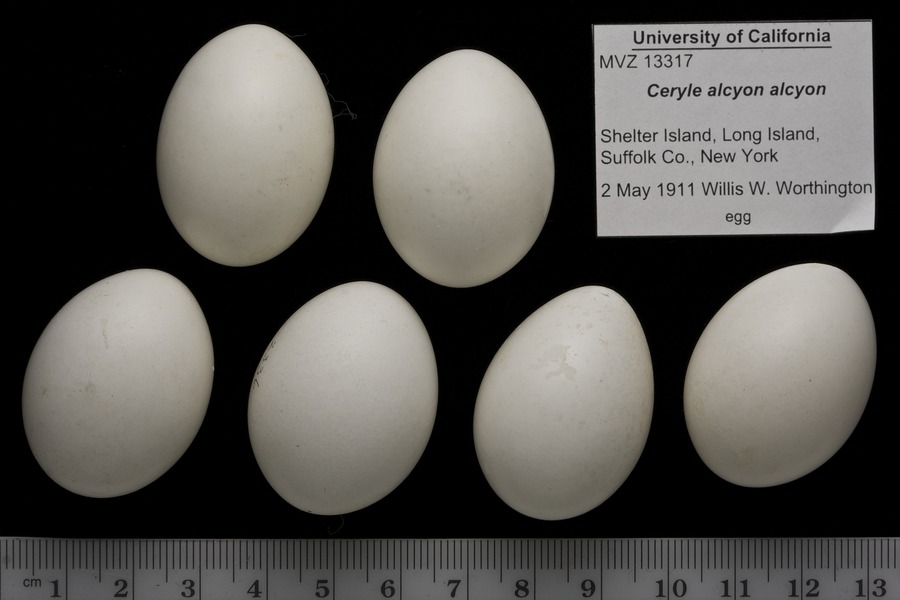 University of California
MVZ 13317
Ceryle alcyon alcyon
Shelter Island, Long Island,
Suffolk Co., New York
2 May 1911 Willis W. Worthington
egg
cm 1 2 3 4 5 6 7 8 9 10 11 12 13